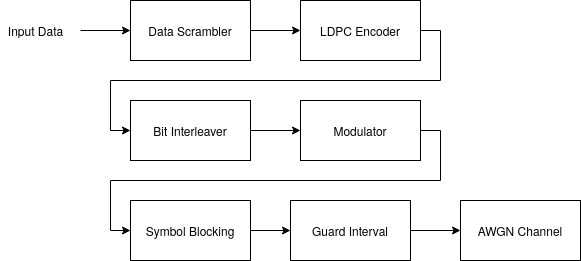 Input Data
Data Scrambler
LDPC Encoder
Bit Interleaver
Modulator
Symbol Blocking
Guard Interval
AWGN Channel